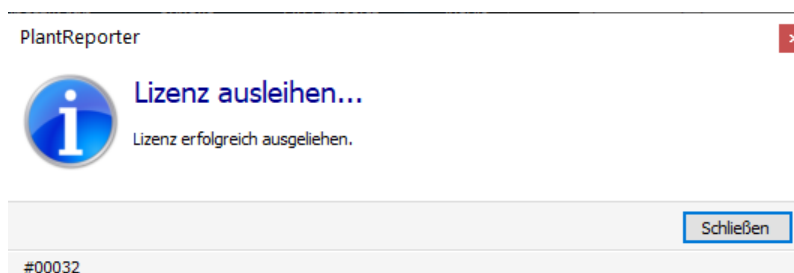 PlantReporter
Lizenz ausleihen...
Lizenz erfolgreich ausgeliehen.
Schließen
#00032